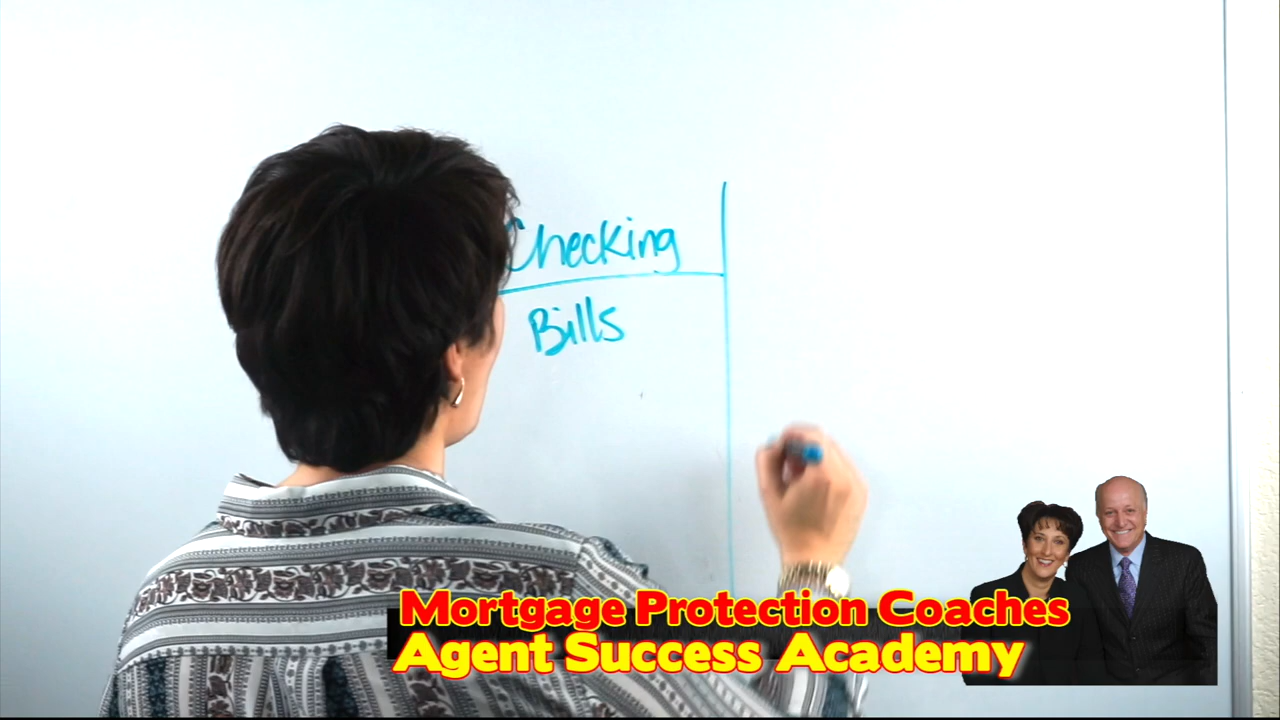 Checking
Bills
Mortgage Protection Coaches
Agent Success Academy